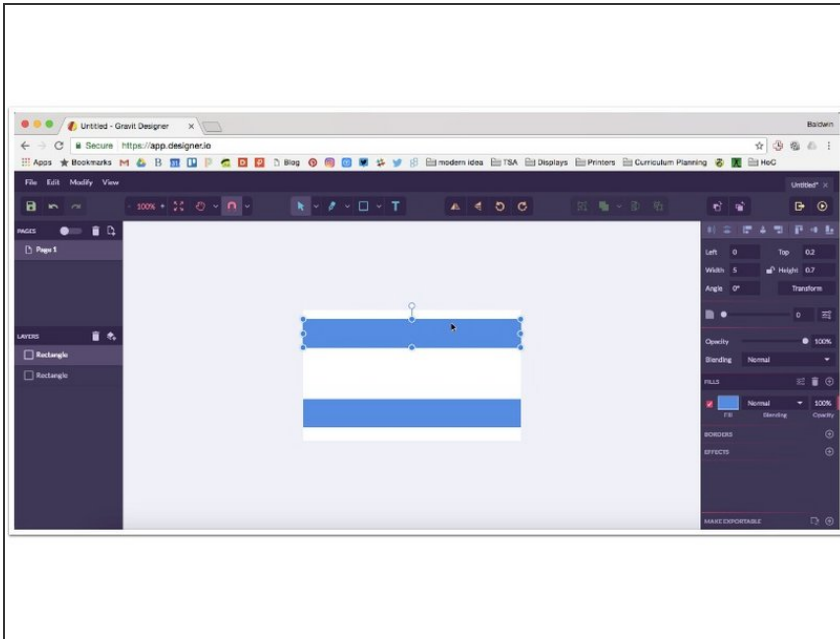 Untitled - Gravit Designer
Baldwin
Secure https://app.designer.io
Apps Bookmarks Blog modern idea TSA Displays Printers Curriculum Planning HeC
File Edit Modify View Untitled*
- 100% + T
PAGES
Page 1
LAYERS
Rectangle
Rectangle
Left 0 Top 0.2
Width 5 Height 0.7
Angle 0° Transform
0
Opacity 100%
Blending Normal
FILLS
Normal 100%
Fill Blending Opacity
BORDERS
EFFECTS
MAKE EXPORTABLE